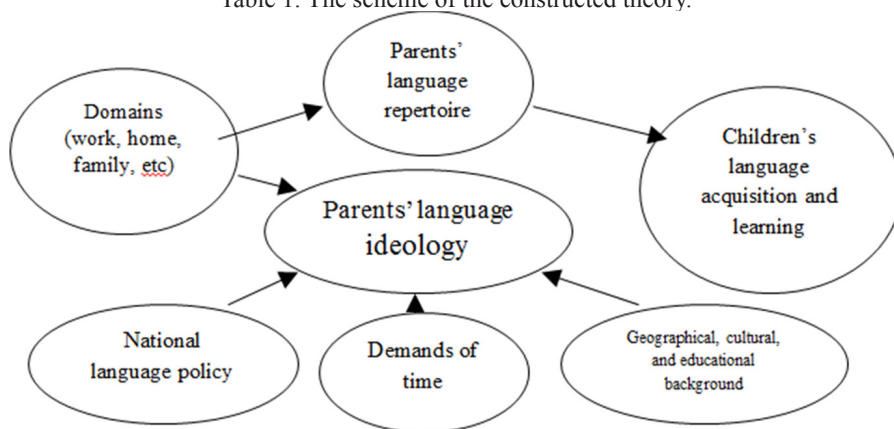 Table 1. The scheme of the constructed theory.
Parents’
language
repertoire
Domains
(work, home,
family, etc)
Children’s
language
acquisition and
learning
Parents’ language
ideology
National
language policy
Demands of
time
Geographical, cultural,
and educational
background